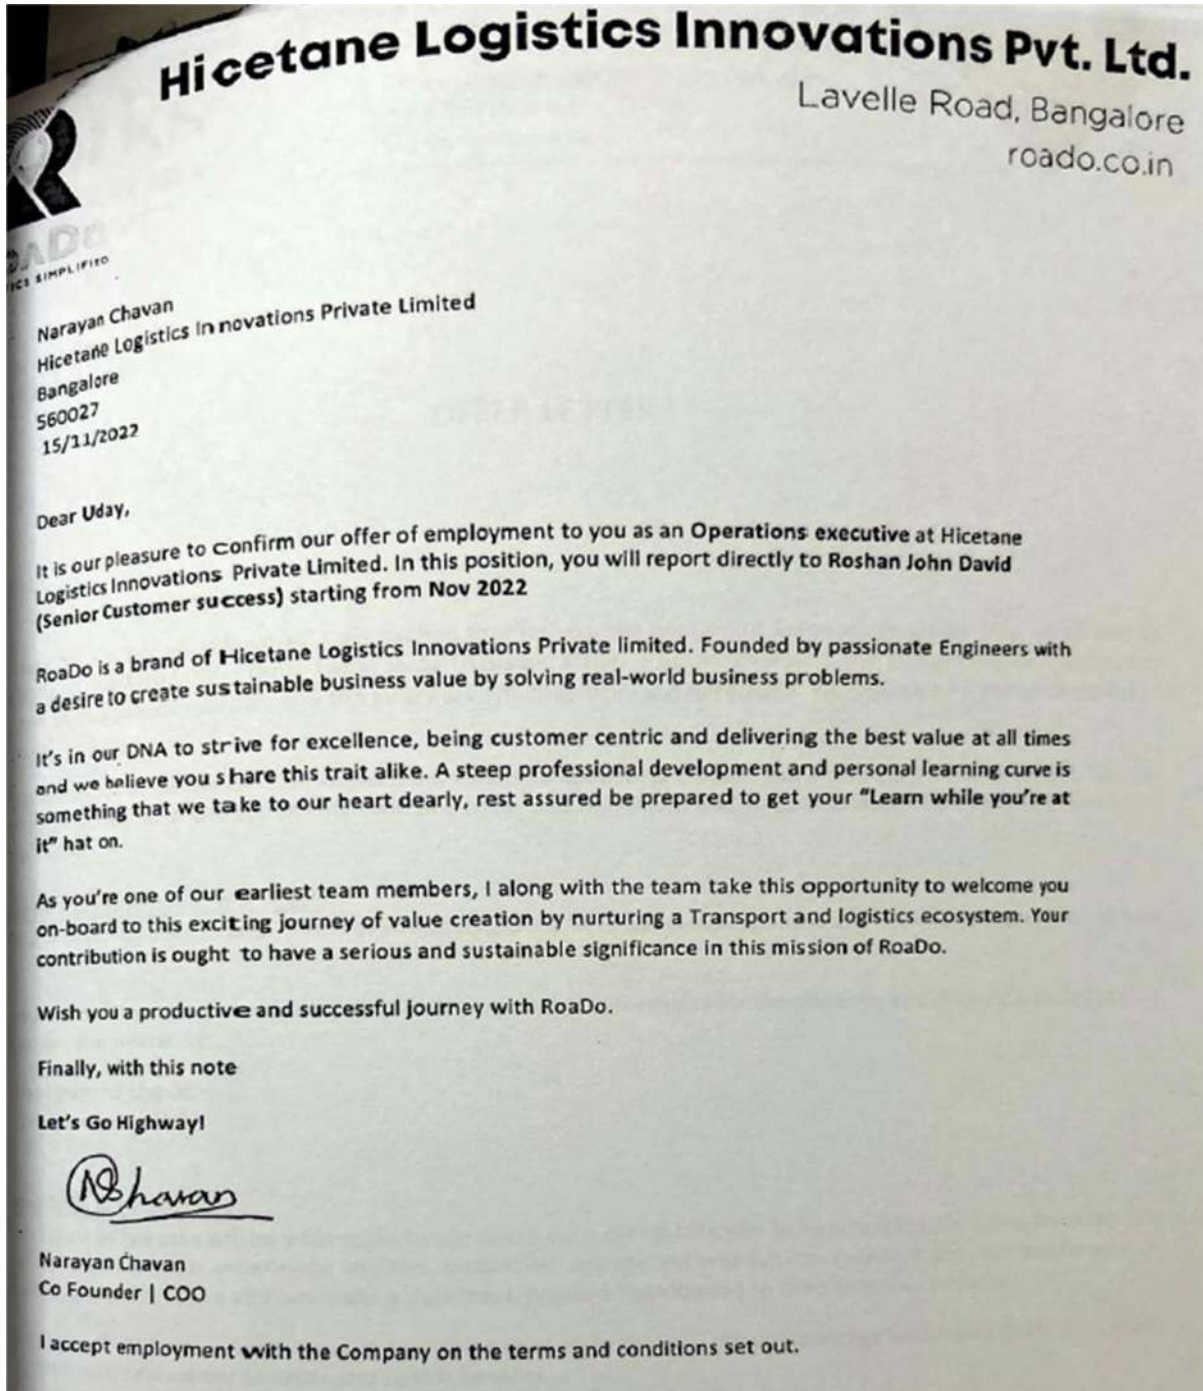 Hicetane Logistics Innovations Pvt. Ltd.
Lavelle Road, Bangalore
roado.co.in
Narayan Chavan
Hicetane Logistics Innovations Private Limited
Bangalore
560027
15/11/2022
Dear Uday,
It is our pleasure to confirm our offer of employment to you as an Operations executive at Hicetane
Logistics Innovations Private Limited. In this position, you will report directly to Roshan John David
(Senior Customer success) starting from Nov 2022
RoaDo is a brand of Hicetane Logistics Innovations Private limited. Founded by passionate Engineers with
a desire to create sustainable business value by solving real-world business problems.
It's in our DNA to strive for excellence, being customer centric and delivering the best value at all times
and we believe you share this trait alike. A steep professional development and personal learning curve is
something that we take to our heart dearly, rest assured be prepared to get your "Learn while you're at
it" hat on.
As you're one of our earliest team members, I along with the team take this opportunity to welcome you
on-board to this exciting journey of value creation by nurturing a Transport and logistics ecosystem. Your
contribution is ought to have a serious and sustainable significance in this mission of RoaDo.
Wish you a productive and successful journey with RoaDo.
Finally, with this note
Let's Go Highway!
Narayan Chavan
Co Founder | COO
I accept employment with the Company on the terms and conditions set out.